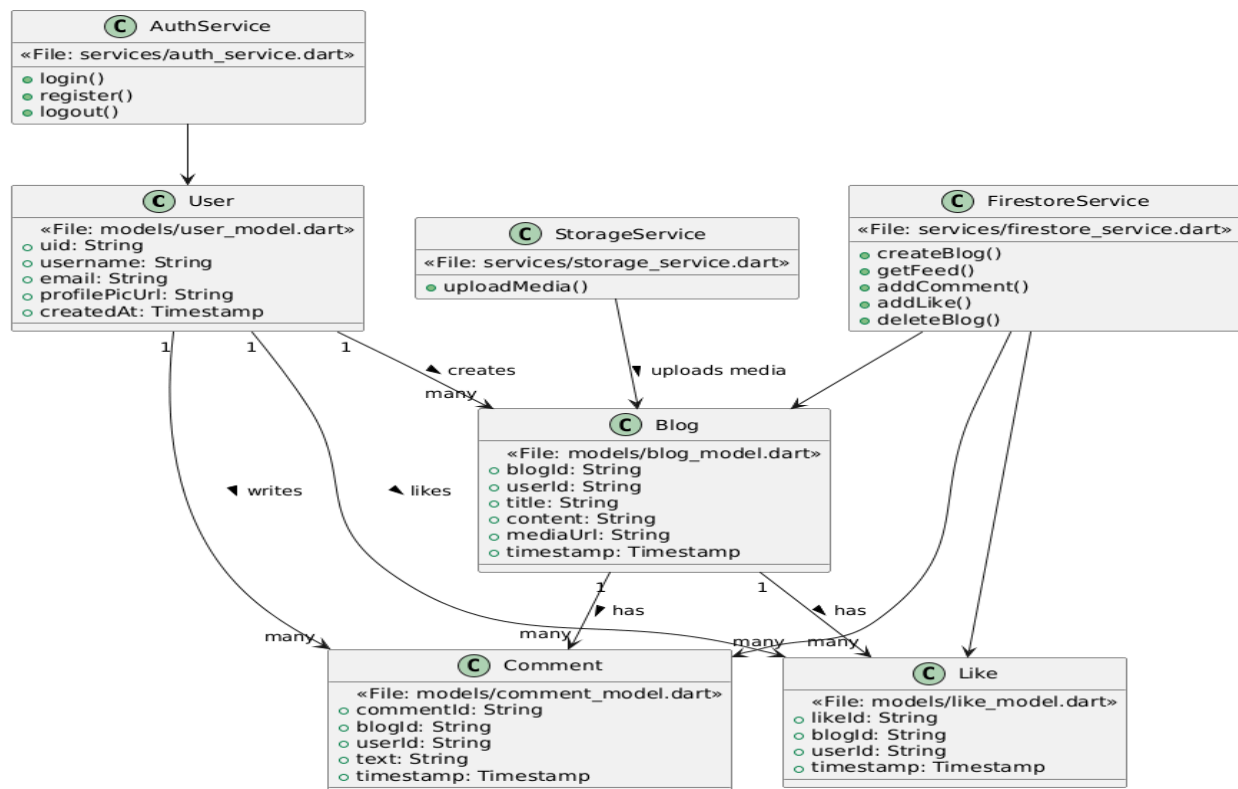 C AuthService
«File: services/auth_service.dart»
login()
register()
logout()
C User
«File: models/user_model.dart»
uid: String
username: String
email: String
profilePicUrl: String
createdAt: Timestamp
C StorageService
«File: services/storage_service.dart»
uploadMedia()
C FirestoreService
«File: services/firestore_service.dart»
createBlog()
getFeed()
addComment()
addLike()
deleteBlog()
1
1
1
creates
many
uploads media
C Blog
«File: models/blog_model.dart»
blogId: String
userId: String
title: String
content: String
mediaUrl: String
timestamp: Timestamp
writes
likes
1
1
has
has
many
many
many
many
C Comment
«File: models/comment_model.dart»
commentId: String
blogId: String
userId: String
text: String
timestamp: Timestamp
C Like
«File: models/like_model.dart»
likeId: String
blogId: String
userId: String
timestamp: Timestamp